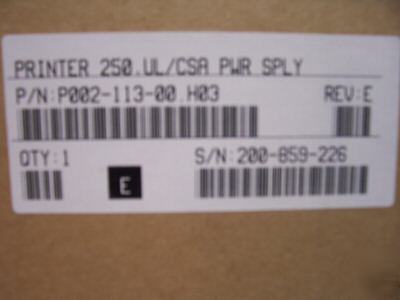 PRINTER 250.UL/CSA PWR SPLY
P/N:P002-113-00.H03 REV:E
QTY:1 S/N:200-859-226
E